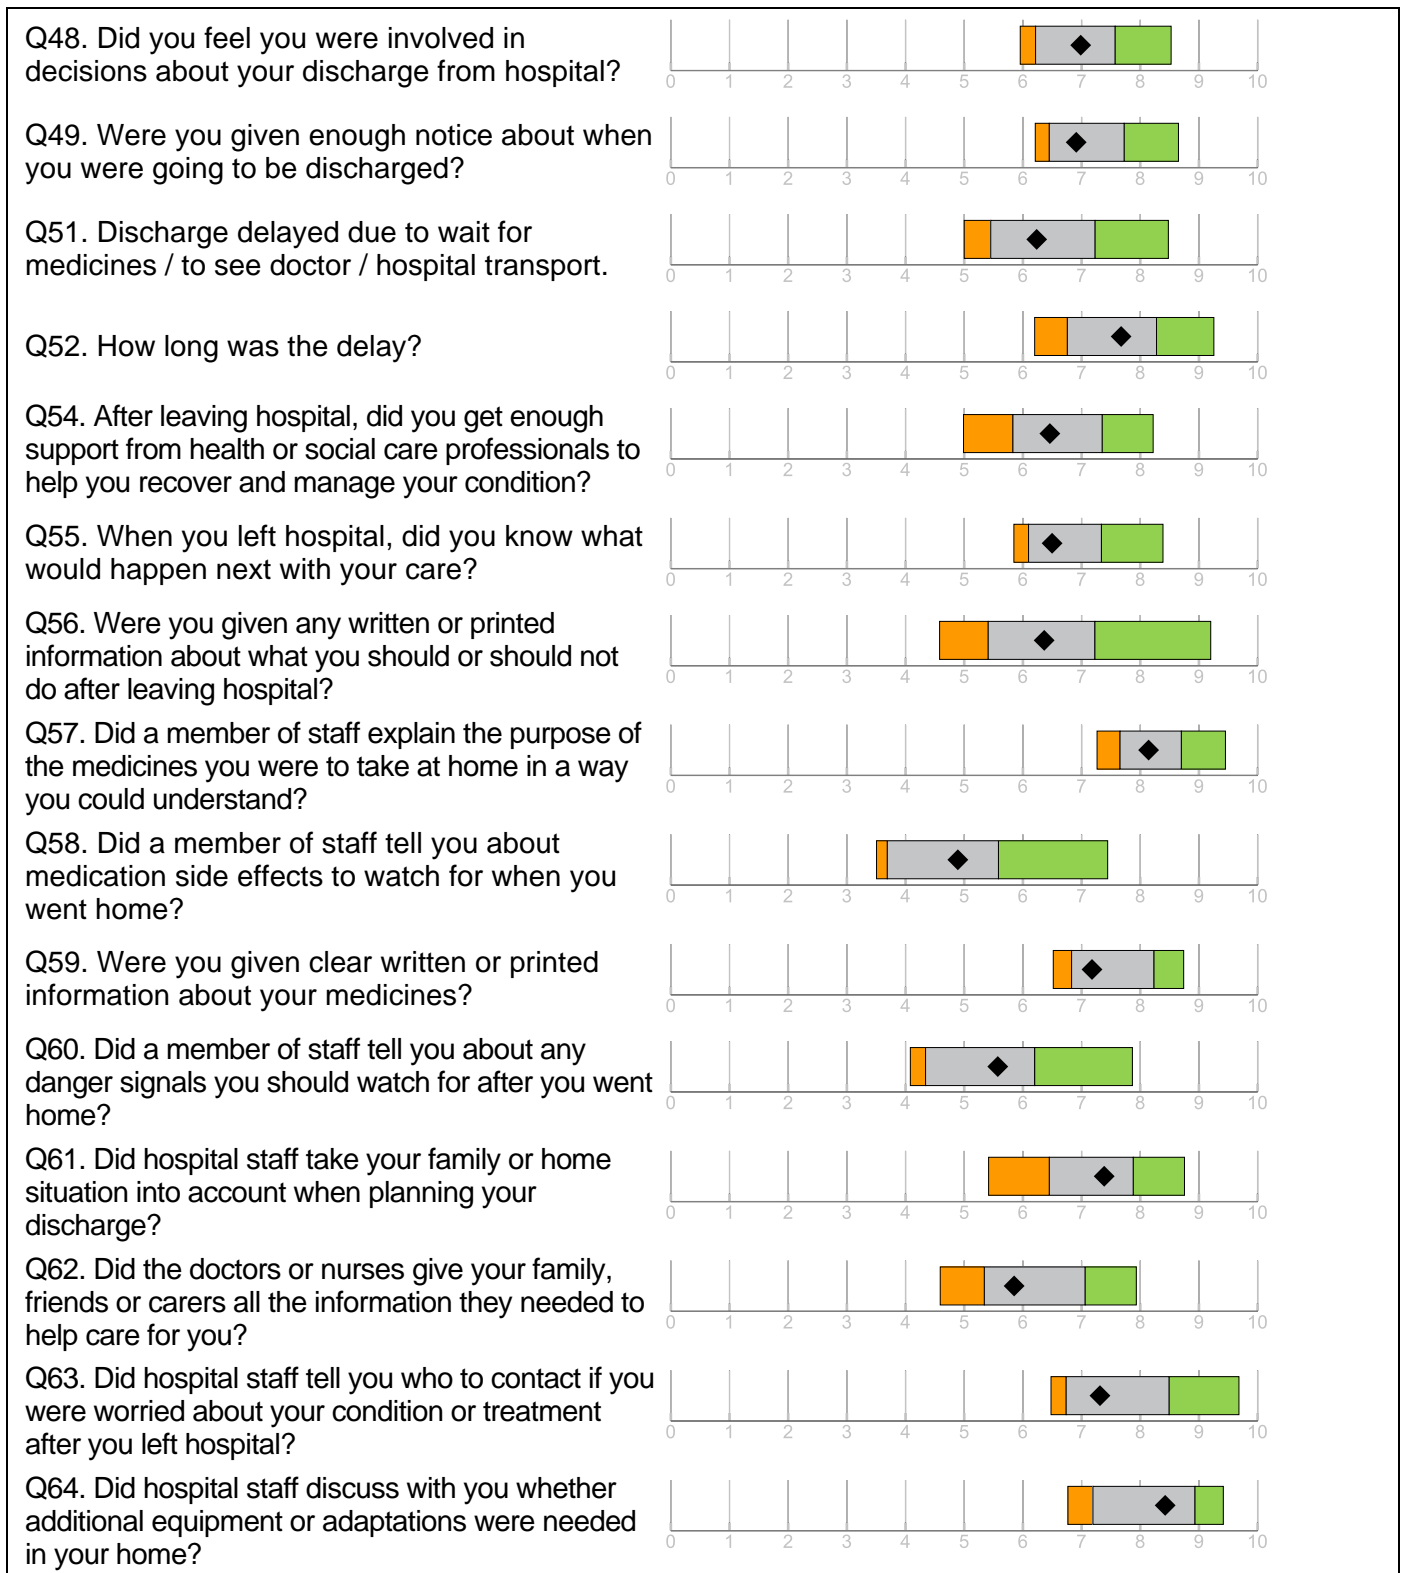 Q48. Did you feel you were involved in
decisions about your discharge from hospital?
0 1 2 3 4 5 6 7 8 9 10
Q49. Were you given enough notice about when
you were going to be discharged?
0 1 2 3 4 5 6 7 8 9 10
Q51. Discharge delayed due to wait for
medicines / to see doctor / hospital transport.
0 1 2 3 4 5 6 7 8 9 10
Q52. How long was the delay?
0 1 2 3 4 5 6 7 8 9 10
Q54. After leaving hospital, did you get enough
support from health or social care professionals to
help you recover and manage your condition?
0 1 2 3 4 5 6 7 8 9 10
Q55. When you left hospital, did you know what
would happen next with your care?
0 1 2 3 4 5 6 7 8 9 10
Q56. Were you given any written or printed
information about what you should or should not
do after leaving hospital?
0 1 2 3 4 5 6 7 8 9 10
Q57. Did a member of staff explain the purpose of
the medicines you were to take at home in a way
you could understand?
0 1 2 3 4 5 6 7 8 9 10
Q58. Did a member of staff tell you about
medication side effects to watch for when you
went home?
0 1 2 3 4 5 6 7 8 9 10
Q59. Were you given clear written or printed
information about your medicines?
0 1 2 3 4 5 6 7 8 9 10
Q60. Did a member of staff tell you about any
danger signals you should watch for after you went
home?
0 1 2 3 4 5 6 7 8 9 10
Q61. Did hospital staff take your family or home
situation into account when planning your
discharge?
0 1 2 3 4 5 6 7 8 9 10
Q62. Did the doctors or nurses give your family,
friends or carers all the information they needed to
help care for you?
0 1 2 3 4 5 6 7 8 9 10
Q63. Did hospital staff tell you who to contact if you
were worried about your condition or treatment
after you left hospital?
0 1 2 3 4 5 6 7 8 9 10
Q64. Did hospital staff discuss with you whether
additional equipment or adaptations were needed
in your home?
0 1 2 3 4 5 6 7 8 9 10